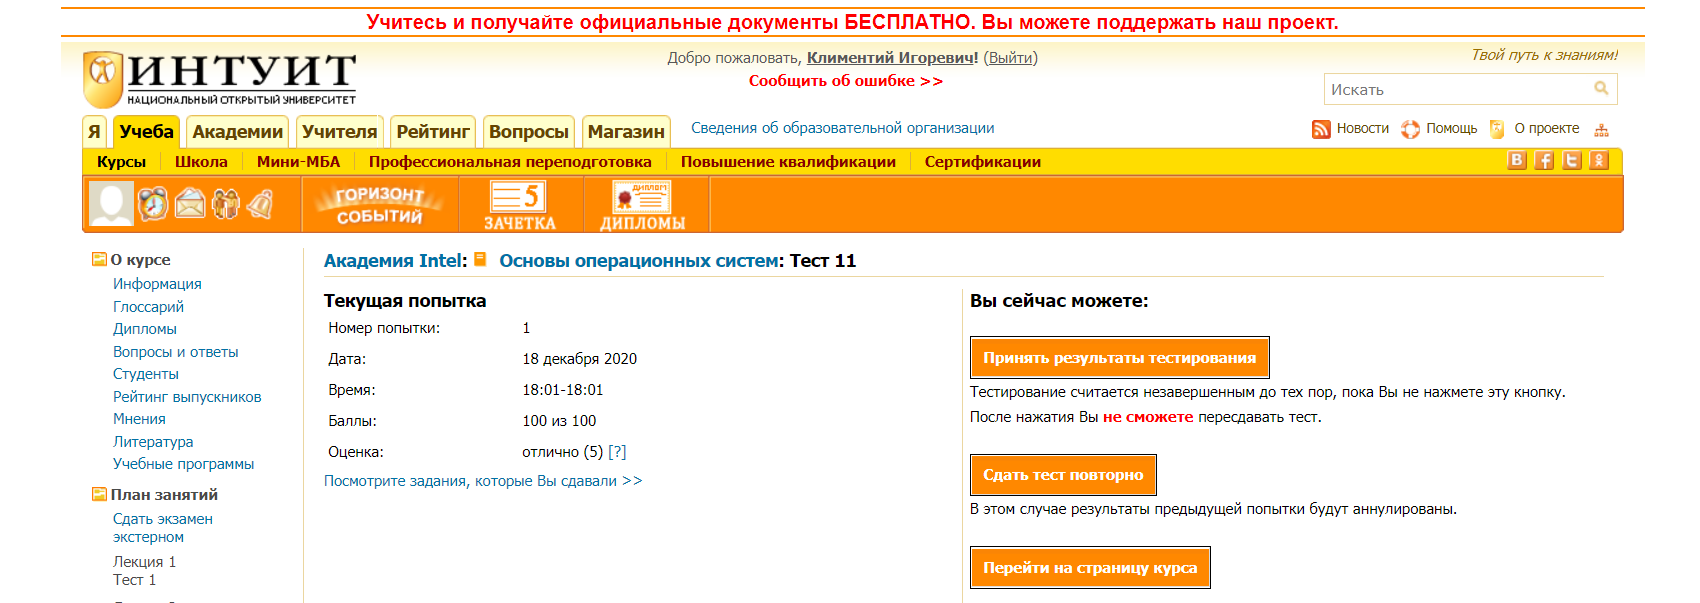 Учитесь и получайте официальные документы БЕСПЛАТНО. Вы можете поддержать наш проект.
ИНТУИТ
НАЦИОНАЛЬНЫЙ ОТКРЫТЫЙ УНИВЕРСИТЕТ
Добро пожаловать, Климентий Игоревич! (Выйти)
Сообщить об ошибке >>
Твой путь к знаниям!
Искать
Я Учеба Академии Учителя Рейтинг Вопросы Магазин Сведения об образовательной организации Новости Помощь О проекте
Курсы Школа Мини-МБА Профессиональная переподготовка Повышение квалификации Сертификации
ГОРИЗОНТ
СОБЫТИЙ
5
ЗАЧЕТКА
ДИПЛОМ
ДИПЛОМЫ
О курсе
Информация
Глоссарий
Дипломы
Вопросы и ответы
Студенты
Рейтинг выпускников
Мнения
Литература
Учебные программы
План занятий
Сдать экзамен
экстерном
Лекция 1
Тест 1
Академия Intel: Основы операционных систем: Тест 11
Текущая попытка
Номер попытки: 1
Дата: 18 декабря 2020
Время: 18:01-18:01
Баллы: 100 из 100
Оценка: отлично (5) [?]
Посмотрите задания, которые Вы сдавали >>
Вы сейчас можете:
Принять результаты тестирования
Тестирование считается незавершенным до тех пор, пока Вы не нажмете эту кнопку.
После нажатия Вы не сможете пересдавать тест.
Сдать тест повторно
В этом случае результаты предыдущей попытки будут аннулированы.
Перейти на страницу курса